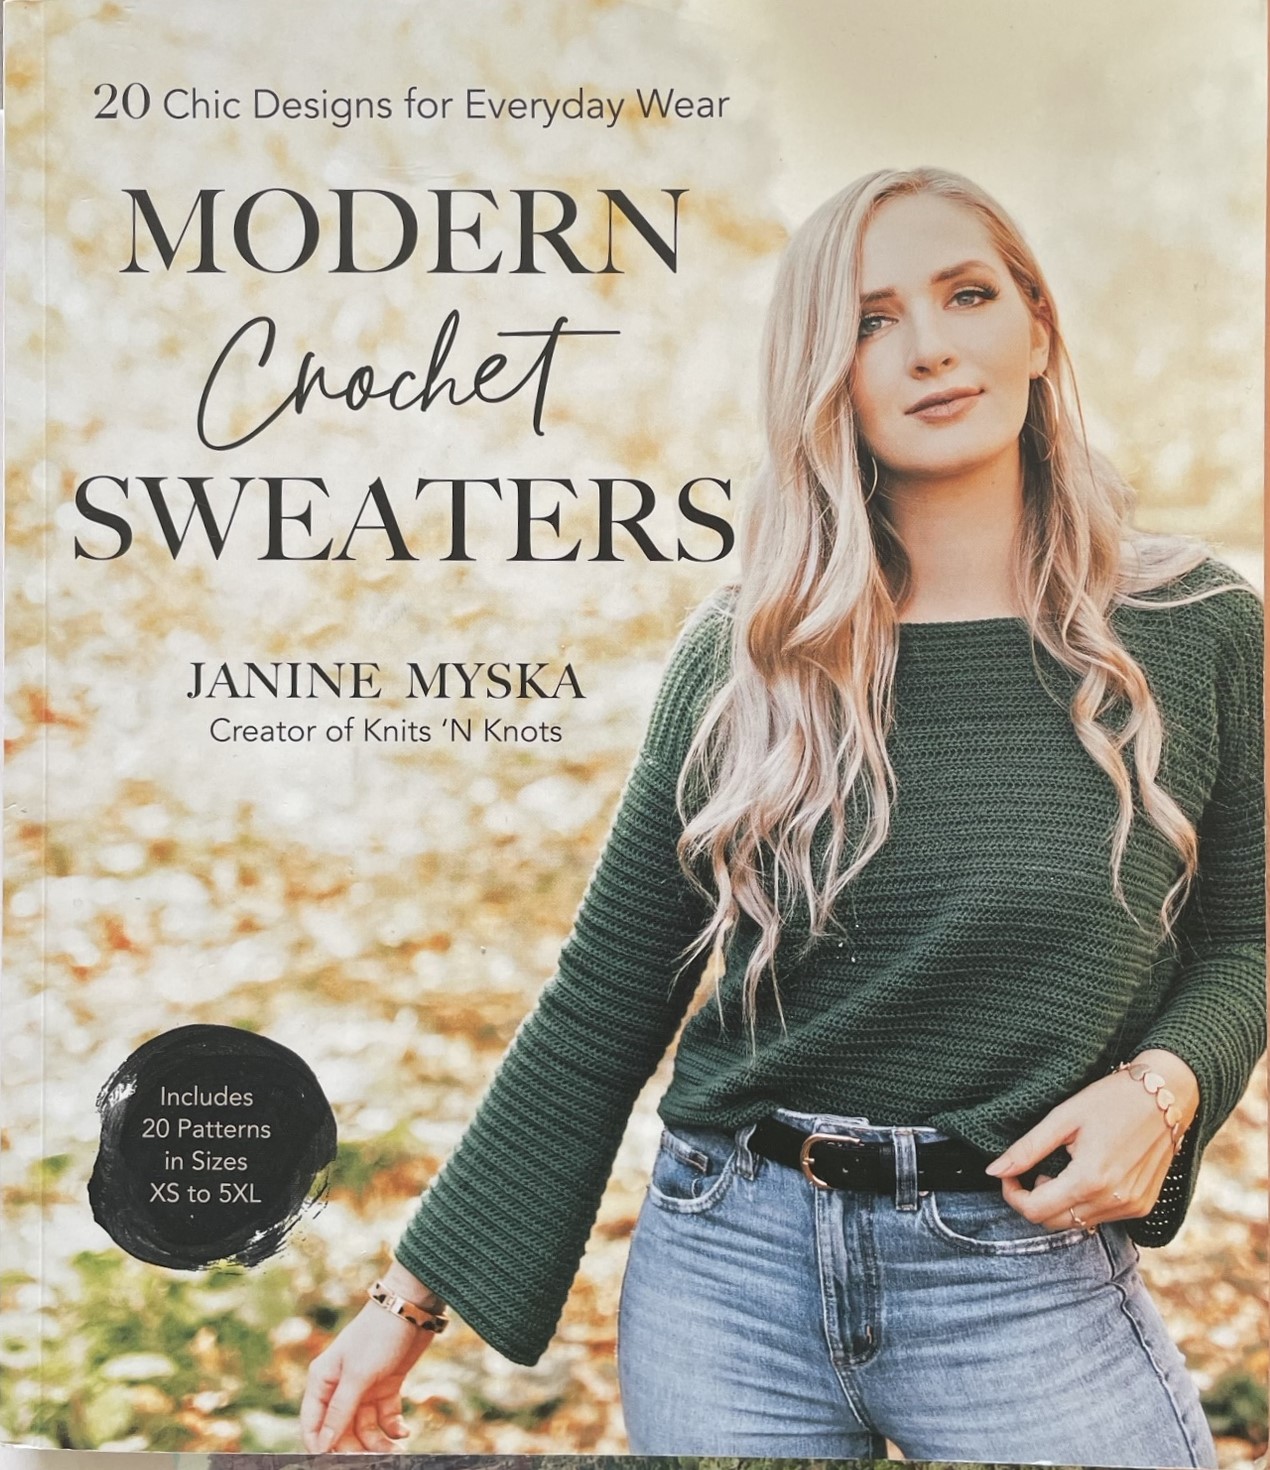 20 Chic Designs for Everyday Wear
MODERN
Crochet
SWEATERS
JANINE MYSKA
Creator of Knits ‘N Knots
Includes
20 Patterns
in Sizes
XS to 5XL